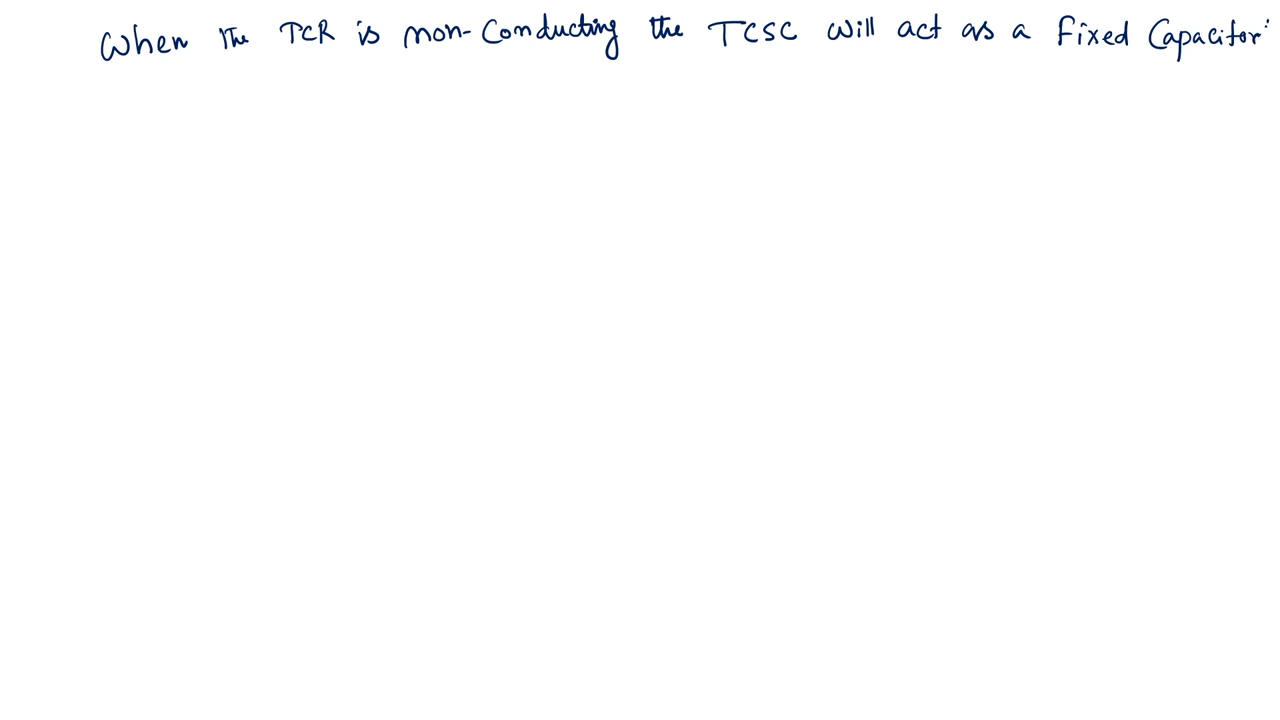 When the TCR is non-Conducting the TCSC will act as a fixed Capacitor: